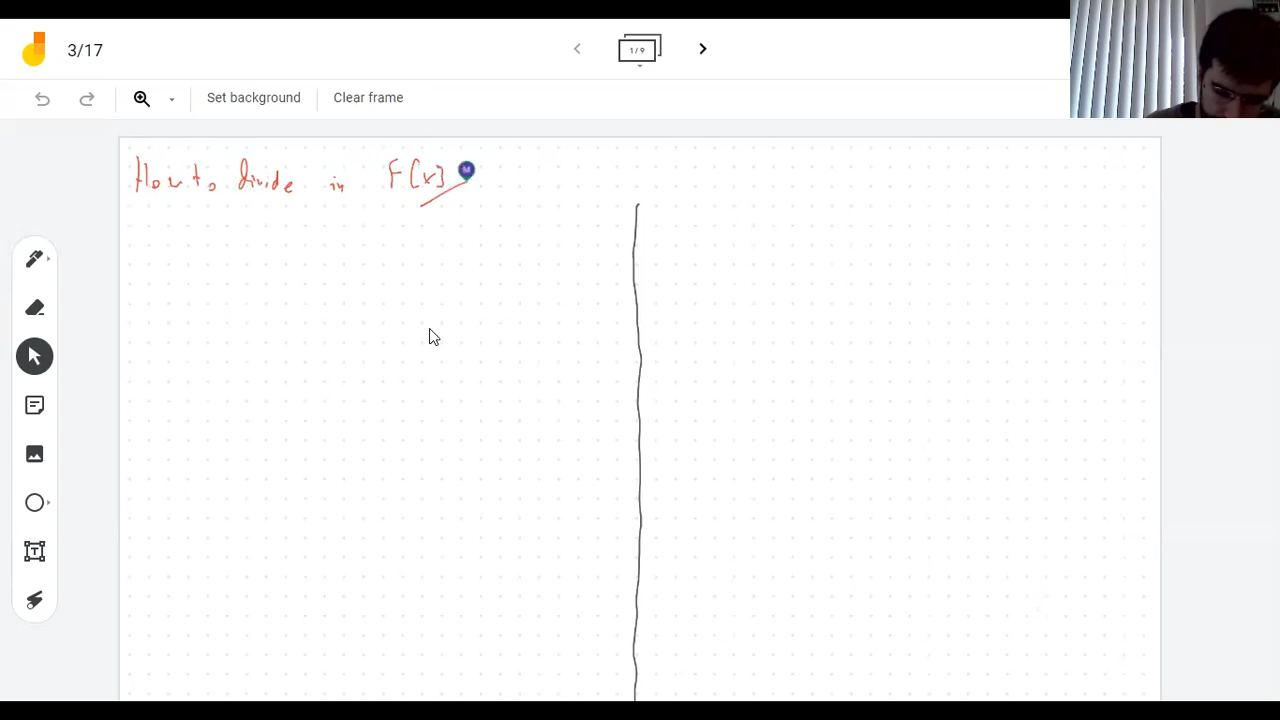 3/17
1/9
Set background
Clear frame
How to divide in F[x]
M
T